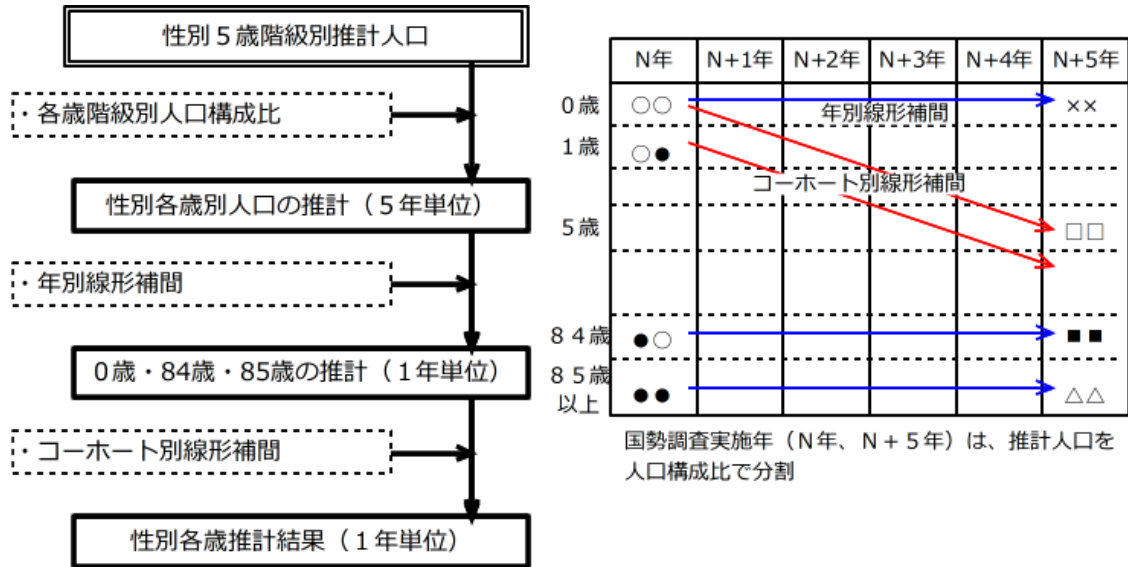 性別５歳階級別推計人口
・各歳階級別人口構成比
性別各歳別人口の推計（５年単位）
・年別線形補間
０歳・84歳・85歳の推計（１年単位）
・コーホート別線形補間
性別各歳推計結果（１年単位）
N年 N+1年 N+2年 N+3年 N+4年 N+5年
０歳 ○○ 年別線形補間 ××
１歳 ○●
コーホート別線形補間
５歳 □□
８４歳 ●○ ■■
８５歳
以上 ●● △△
国勢調査実施年（Ｎ年、Ｎ＋５年）は、推計人口を
人口構成比で分割